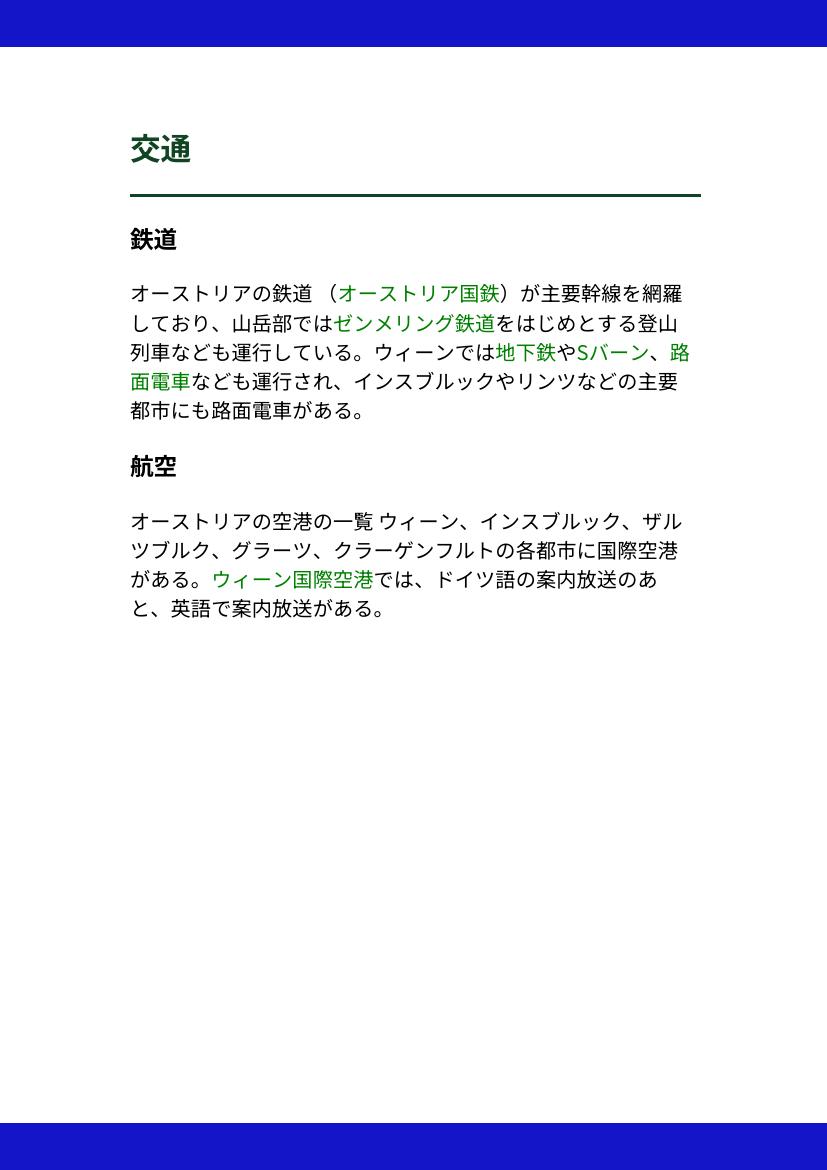 交通
鉄道
オーストリアの鉄道 （オーストリア国鉄）が主要幹線を網羅
しており、山岳部ではゼンメリング鉄道をはじめとする登山
列車なども運行している。ウィーンでは地下鉄やSバーン、路
面電車なども運行され、インスブルックやリンツなどの主要
都市にも路面電車がある。
航空
オーストリアの空港の一覧 ウィーン、インスブルック、ザル
ツブルク、グラーツ、クラーゲンフルトの各都市に国際空港
がある。ウィーン国際空港では、ドイツ語の案内放送のあ
と、英語で案内放送がある。